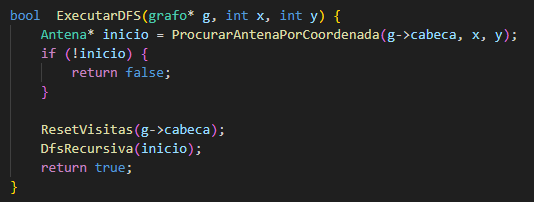 bool  ExecutarDFS(grafo* g, int x, int y) {
    Antena* inicio = ProcurarAntenaPorCoordenada(g->cabeca, x, y);
    if (!inicio) {
        return false;
    }

    ResetVisitas(g->cabeca);
    DfsRecursiva(inicio);
    return true;
}